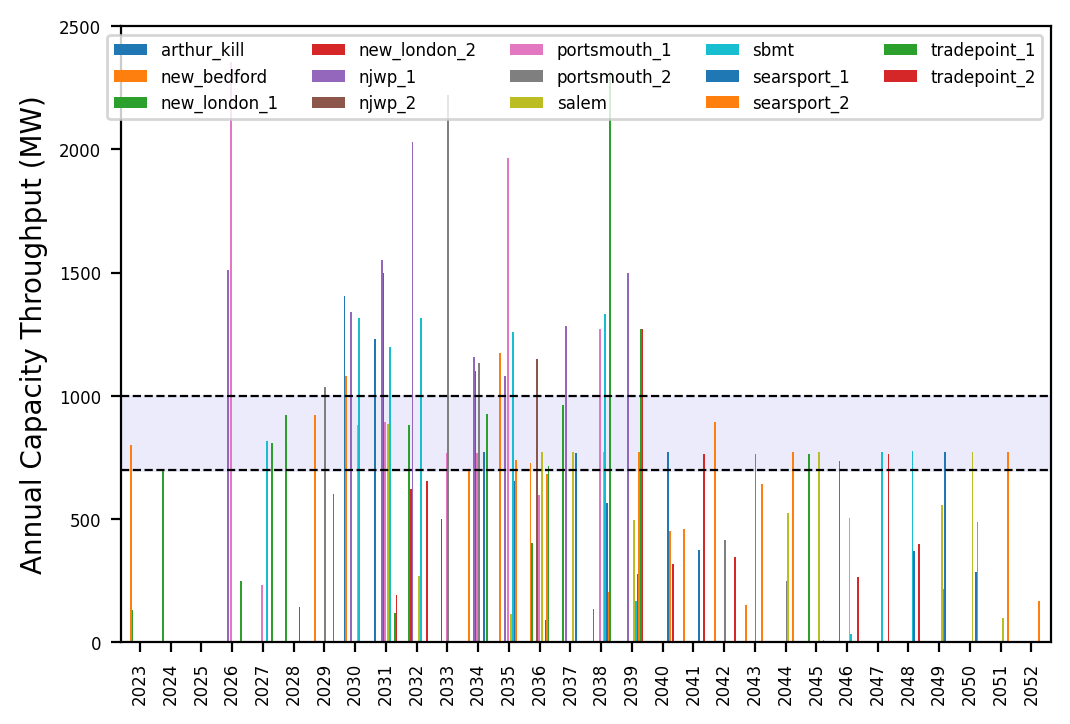 2500
arthur_kill new_london_2 portsmouth_1 sbmt tradepoint_1
new_bedford njwp_1 portsmouth_2 searsport_1 tradepoint_2
new_london_1 njwp_2 salem searsport_2
2000
1500
1000
500
0
Annual Capacity Throughput (MW)
2023 2024 2025 2026 2027 2028 2029 2030 2031 2032 2033 2034 2035 2036 2037 2038 2039 2040 2041 2042 2043 2044 2045 2046 2047 2048 2049 2050 2051 2052